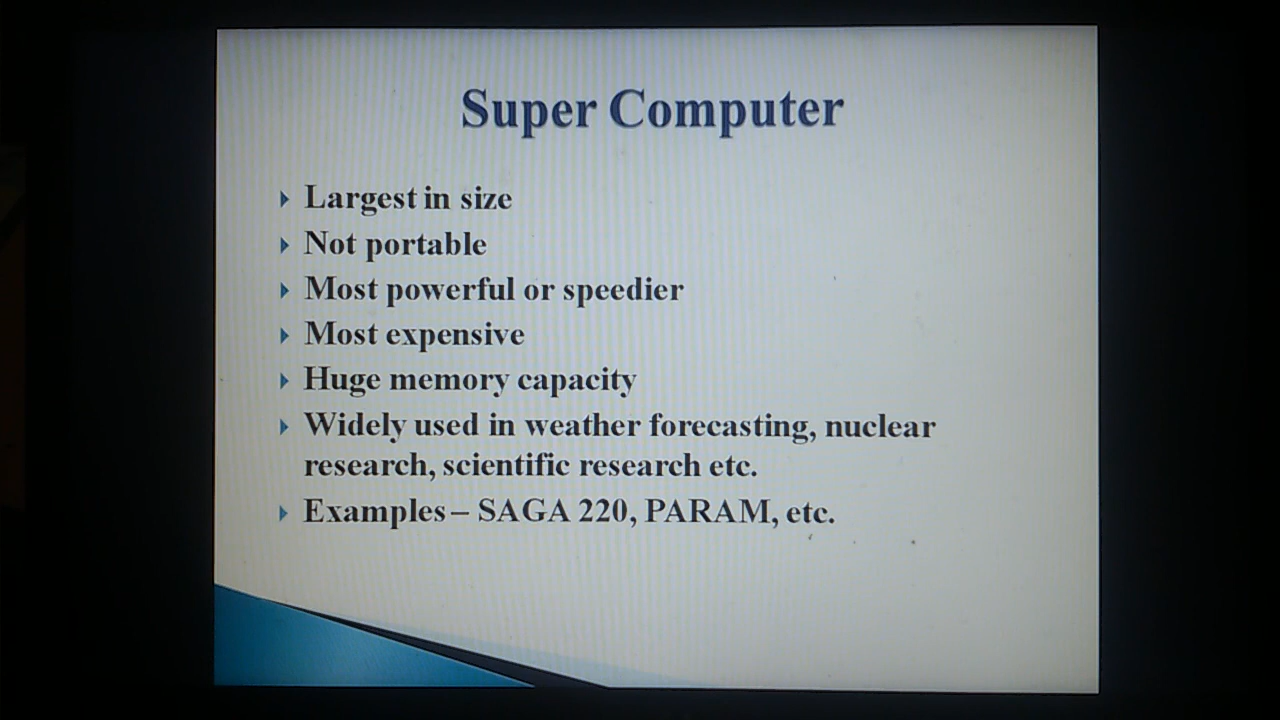 Super Computer
Largest in size
Not portable
Most powerful or speedier
Most expensive
Huge memory capacity
Widely used in weather forecasting, nuclear
research, scientific research etc.
Examples – SAGA 220, PARAM, etc.